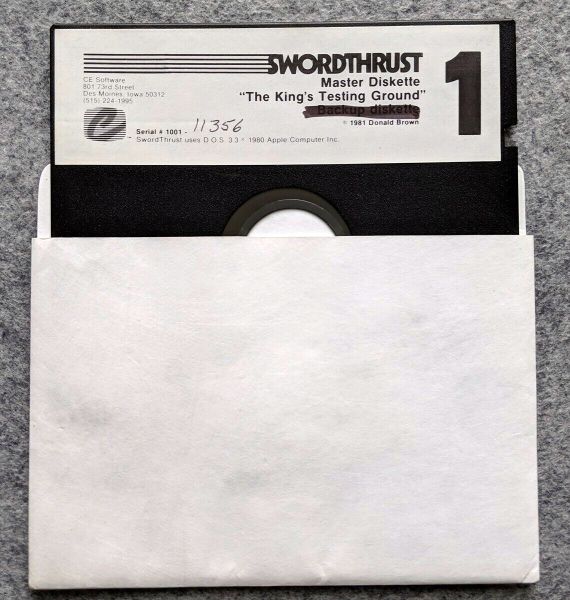 SWORDTHRUST
Master Diskette
"The King's Testing Ground"
Backup diskette
© 1981 Donald Brown
1
CE Software
801 73rd Street
Des Moines, Iowa 50312
(515) 224-1995
Serial # 1001 - 11356
SwordThrust uses D.O.S. 3.3 © 1980 Apple Computer Inc.